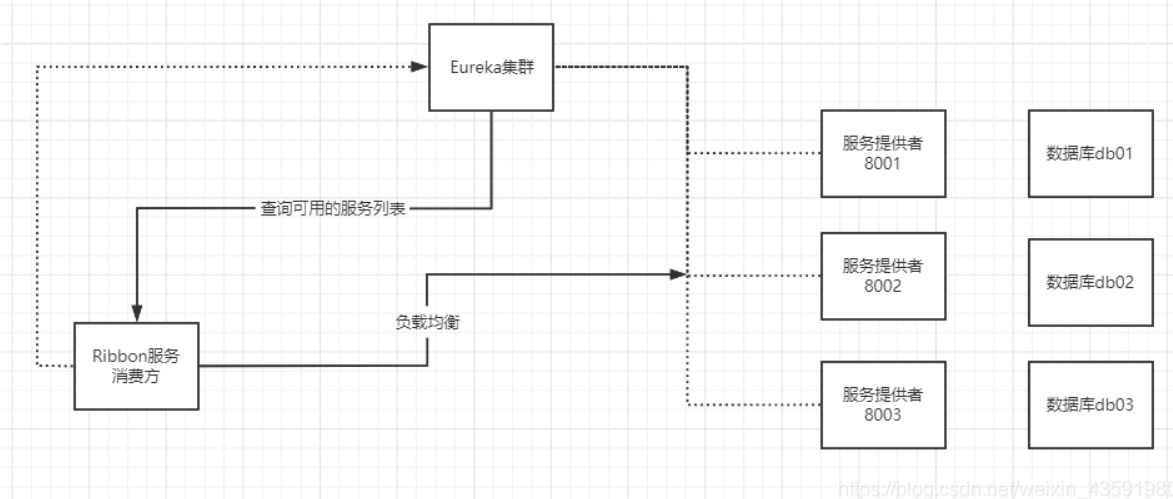 Eureka集群
服务提供者
8001
数据库db01
查询可用的服务列表
服务提供者
8002
数据库db02
负载均衡
Ribbon服务
消费方
服务提供者
8003
数据库db03
https://blog.csdn.net/weixin_43591980